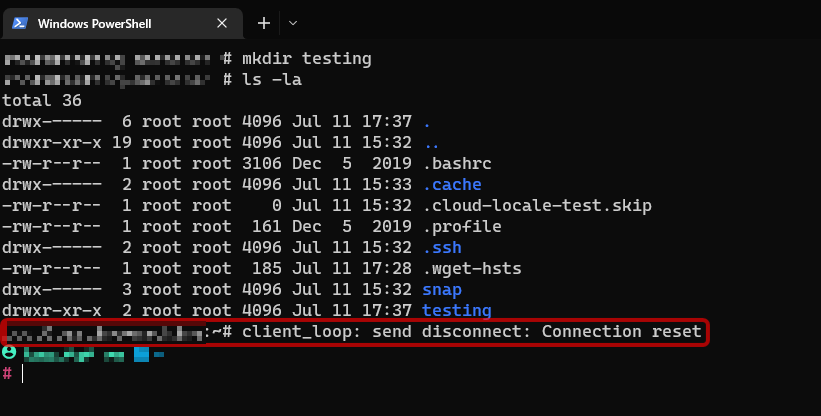 Windows PowerShell
# mkdir testing
# ls -la
total 36
drwx------  6 root root 4096 Jul 11 17:37 .
drwxr-xr-x 19 root root 4096 Jul 11 15:32 ..
-rw-r--r--  1 root root 3106 Dec  5  2019 .bashrc
drwx------  2 root root 4096 Jul 11 15:33 .cache
-rw-r--r--  1 root root    0 Jul 11 15:32 .cloud-locale-test.skip
-rw-r--r--  1 root root  161 Dec  5  2019 .profile
drwx------  2 root root 4096 Jul 11 15:32 .ssh
-rw-r--r--  1 root root  185 Jul 11 17:28 .wget-hsts
drwx------  3 root root 4096 Jul 11 15:32 snap
drwxr-xr-x  2 root root 4096 Jul 11 17:37 testing
:~# client_loop: send disconnect: Connection reset
#